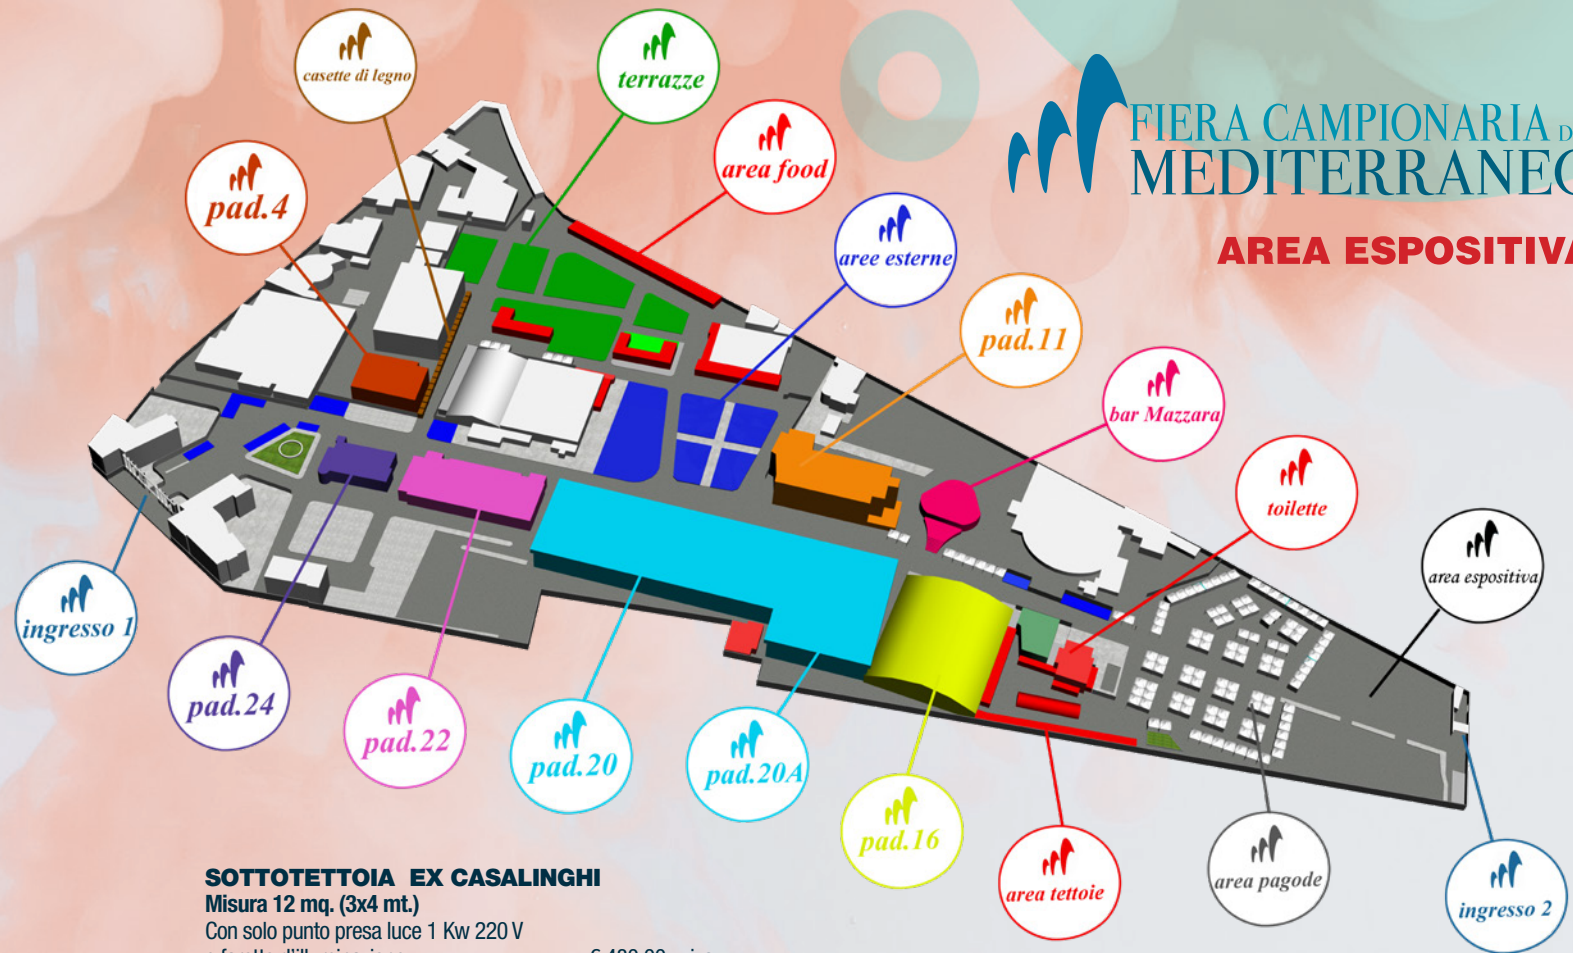 casette di legno
terrazze
area food
pad.4
aree esterne
FIERA CAMPIONARIA
MEDITERRANEO
AREA ESPOSITIVA
pad.11
bar Mazzara
toilette
area espositiva
ingresso 1
pad.24
pad.22
pad.20
pad.20A
pad.16
area tettoie
area pagode
ingresso 2
SOTTOTETTOIA EX CASALINGHI
Misura 12 mq. (3x4 mt.)
Con solo punto presa luce 1 Kw 220 V